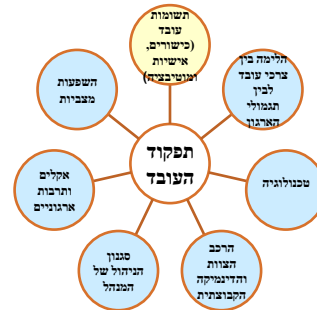 תשומות
עובד
(כישורים,
אישיות
ומוטיבציה)
הלימה בין
צרכי עובד
לבין
תגמולי
הארגון
טכנולוגיה
הרכב
הצוות
והדינמיקה
הקבוצתית
סגנון
הניהול של
המנהל
אקלים
ותרבות
ארגוניים
השפעות
מצביות
תפקוד
העובד